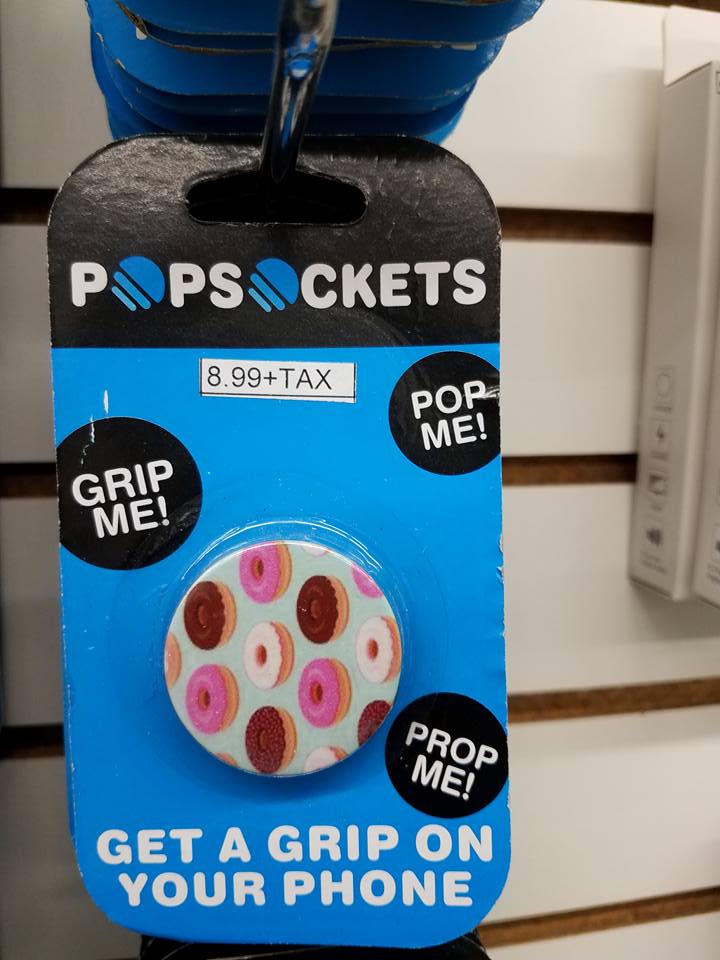 POPSOCKETS
8.99+TAX
POP
ME!
GRIP
ME!
PROP
ME!
GET A GRIP ON
YOUR PHONE